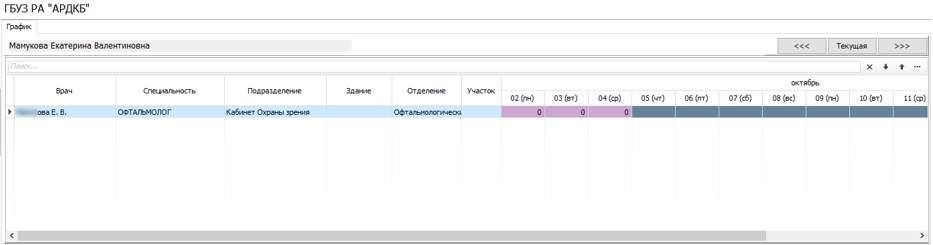 ГБУЗ РА "АРДКБ"
График
Мамукова Екатерина Валентиновна
<<< Текущая >>>
Поиск...
октябрь
Врач Специальность Подразделение Здание Отделение Участок
02 (пн) 03 (вт) 04 (ср) 05 (чт) 06 (пт) 07 (сб) 08 (вс) 09 (пн) 10 (вт) 11 (ср)
ова Е. В. ОФТАЛЬМОЛОГ Кабинет Охраны зрения Офтальмологически 0 0 0